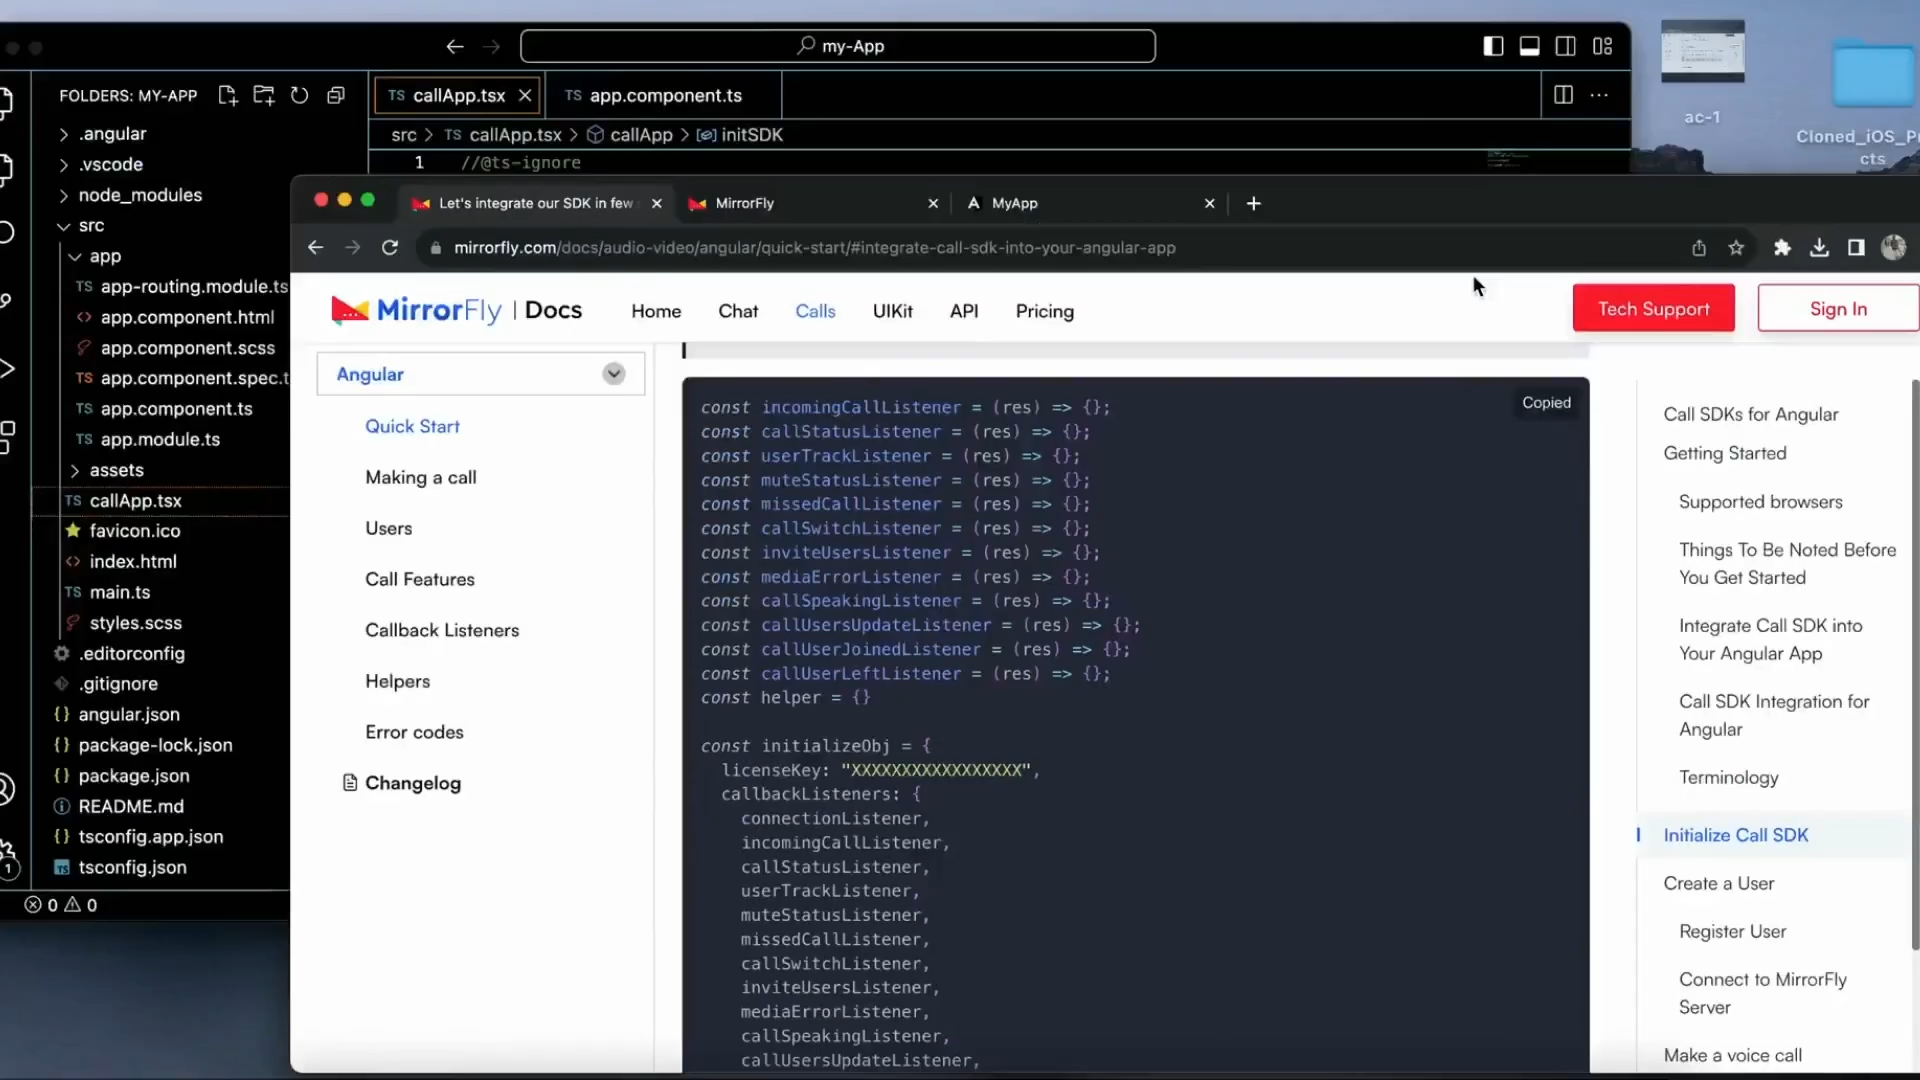 my-App
ac-1
Cloned_iOS_Pr
cts
FOLDERS: MY-APP
TS callApp.tsx
TS app.component.ts
src > TS callApp.tsx > callApp > initSDK
1 //@ts-ignore
.angular
.vscode
node_modules
src
app
TS app-routing.module.ts
app.component.html
app.component.scss
TS app.component.spec.t
TS app.component.ts
TS app.module.ts
assets
TS callApp.tsx
favicon.ico
index.html
TS main.ts
styles.scss
.editorconfig
.gitignore
{} angular.json
{} package-lock.json
{} package.json
README.md
{} tsconfig.app.json
tsconfig.json
1
0 0
Let's integrate our SDK in few
MirrorFly
MyApp
mirrorfly.com/docs/audio-video/angular/quick-start/#integrate-call-sdk-into-your-angular-app
MirrorFly | Docs
Home
Chat
Calls
UIKit
API
Pricing
Tech Support
Sign In
Angular
Quick Start
Making a call
Users
Call Features
Callback Listeners
Helpers
Error codes
Changelog
Copied
const incomingCallListener = (res) => {};
const callStatusListener = (res) => {};
const userTrackListener = (res) => {};
const muteStatusListener = (res) => {};
const missedCallListener = (res) => {};
const callSwitchListener = (res) => {};
const inviteUsersListener = (res) => {};
const mediaErrorListener = (res) => {};
const callSpeakingListener = (res) => {};
const callUsersUpdateListener = (res) => {};
const callUserJoinedListener = (res) => {};
const callUserLeftListener = (res) => {};
const helper = {}
const initializeObj = {
licenseKey: "XXXXXXXXXXXXXXXXX",
callbackListeners: {
connectionListener,
incomingCallListener,
callStatusListener,
userTrackListener,
muteStatusListener,
missedCallListener,
callSwitchListener,
inviteUsersListener,
mediaErrorListener,
callSpeakingListener,
callUsersUpdateListener,
Call SDKs for Angular
Getting Started
Supported browsers
Things To Be Noted Before
You Get Started
Integrate Call SDK into
Your Angular App
Call SDK Integration for
Angular
Terminology
Initialize Call SDK
Create a User
Register User
Connect to MirrorFly
Server
Make a voice call